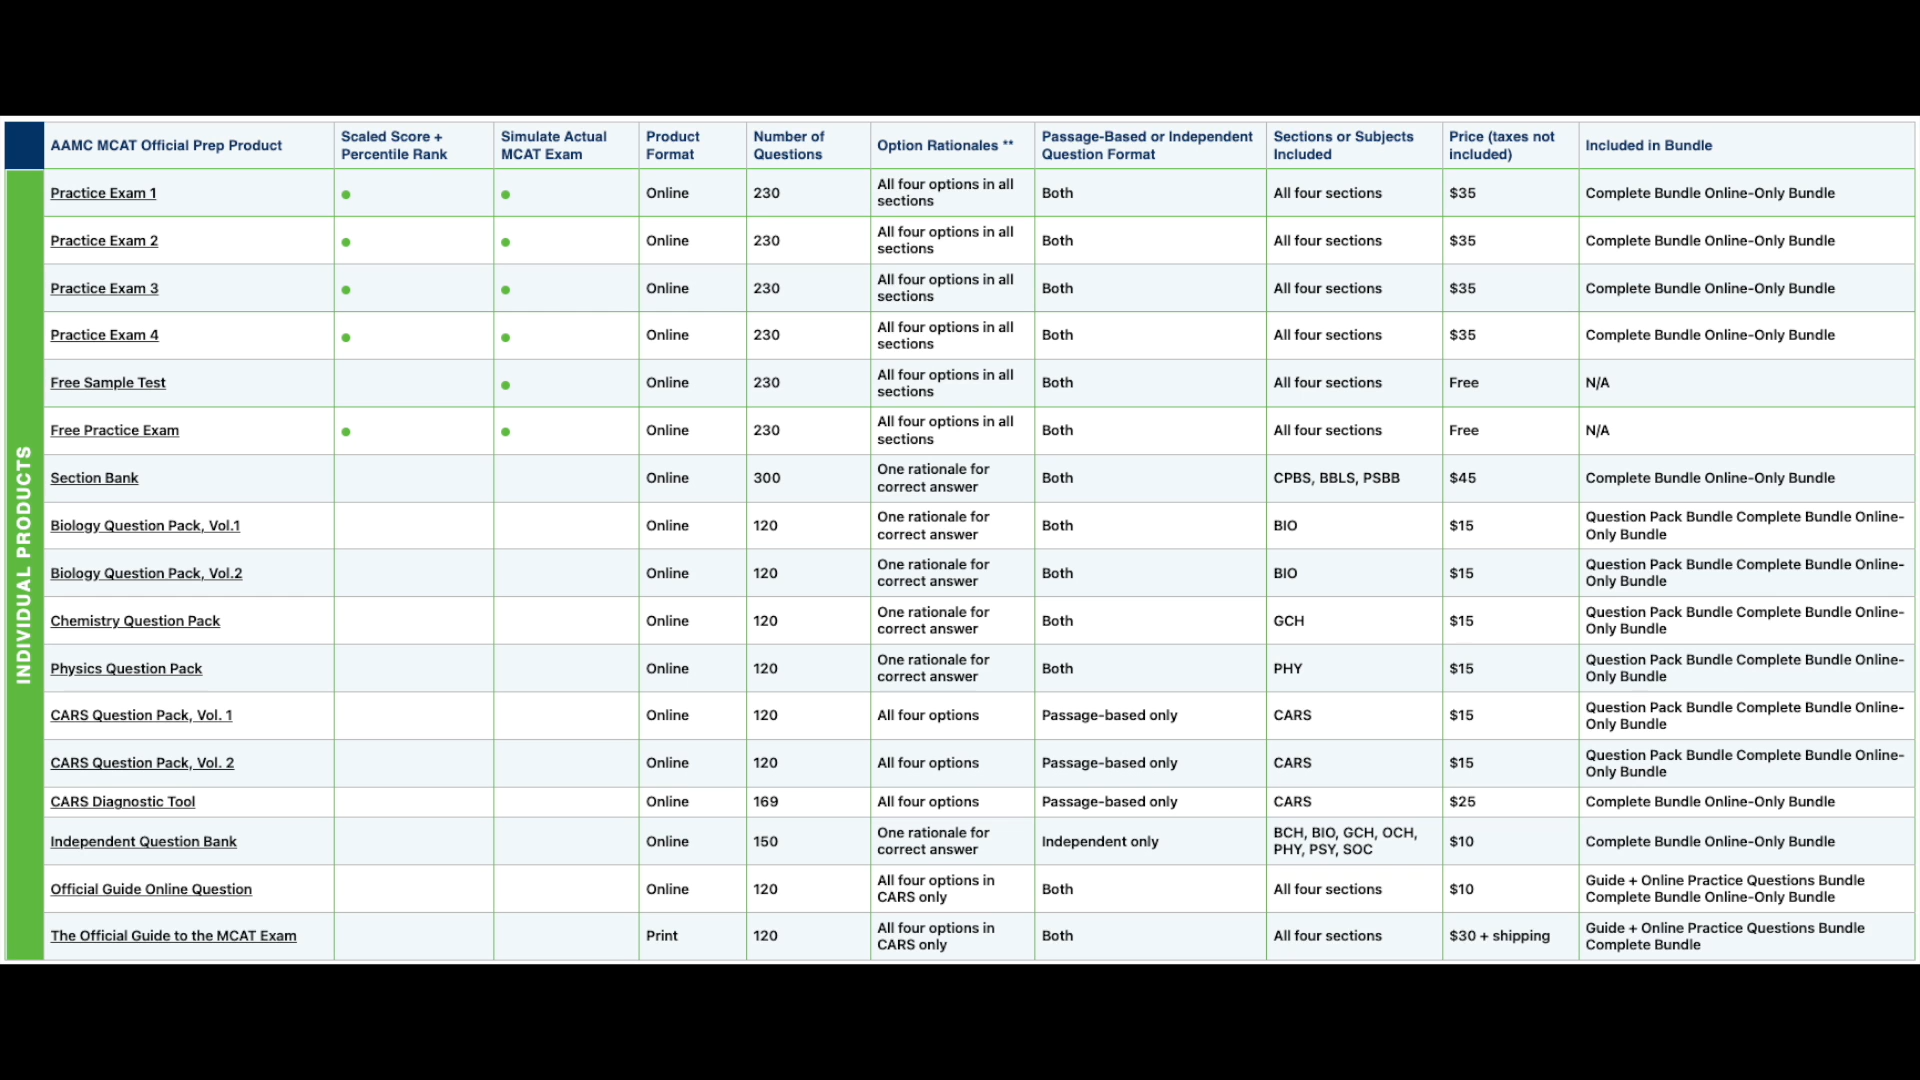 AAMC MCAT Official Prep Product
Scaled Score +
Percentile Rank
Simulate Actual
MCAT Exam
Product
Format
Number of
Questions
Option Rationales **
Passage-Based or Independent
Question Format
Sections or Subjects
Included
Price (taxes not
included)
Included in Bundle
INDIVIDUAL PRODUCTS
Practice Exam 1
Online
230
All four options in all
sections
Both
All four sections
$35
Complete Bundle Online-Only Bundle
Practice Exam 2
Online
230
All four options in all
sections
Both
All four sections
$35
Complete Bundle Online-Only Bundle
Practice Exam 3
Online
230
All four options in all
sections
Both
All four sections
$35
Complete Bundle Online-Only Bundle
Practice Exam 4
Online
230
All four options in all
sections
Both
All four sections
$35
Complete Bundle Online-Only Bundle
Free Sample Test
Online
230
All four options in all
sections
Both
All four sections
Free
N/A
Free Practice Exam
Online
230
All four options in all
sections
Both
All four sections
Free
N/A
Section Bank
Online
300
One rationale for
correct answer
Both
CPBS, BBLS, PSBB
$45
Complete Bundle Online-Only Bundle
Biology Question Pack, Vol.1
Online
120
One rationale for
correct answer
Both
BIO
$15
Question Pack Bundle Complete Bundle Online-
Only Bundle
Biology Question Pack, Vol.2
Online
120
One rationale for
correct answer
Both
BIO
$15
Question Pack Bundle Complete Bundle Online-
Only Bundle
Chemistry Question Pack
Online
120
One rationale for
correct answer
Both
GCH
$15
Question Pack Bundle Complete Bundle Online-
Only Bundle
Physics Question Pack
Online
120
One rationale for
correct answer
Both
PHY
$15
Question Pack Bundle Complete Bundle Online-
Only Bundle
CARS Question Pack, Vol. 1
Online
120
All four options
Passage-based only
CARS
$15
Question Pack Bundle Complete Bundle Online-
Only Bundle
CARS Question Pack, Vol. 2
Online
120
All four options
Passage-based only
CARS
$15
Question Pack Bundle Complete Bundle Online-
Only Bundle
CARS Diagnostic Tool
Online
169
All four options
Passage-based only
CARS
$25
Complete Bundle Online-Only Bundle
Independent Question Bank
Online
150
One rationale for
correct answer
Independent only
BCH, BIO, GCH, OCH,
PHY, PSY, SOC
$10
Complete Bundle Online-Only Bundle
Official Guide Online Question
Online
120
All four options in
CARS only
Both
All four sections
$10
Guide + Online Practice Questions Bundle
Complete Bundle Online-Only Bundle
The Official Guide to the MCAT Exam
Print
120
All four options in
CARS only
Both
All four sections
$30 + shipping
Guide + Online Practice Questions Bundle
Complete Bundle